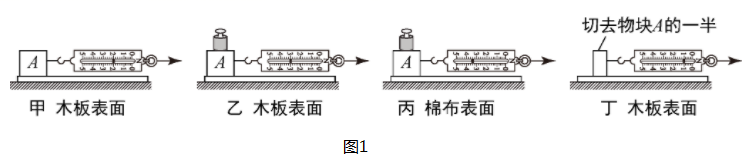 切去物块A的一半
A
A
A
甲 木板表面
乙 木板表面
丙 棉布表面
丁 木板表面
图1